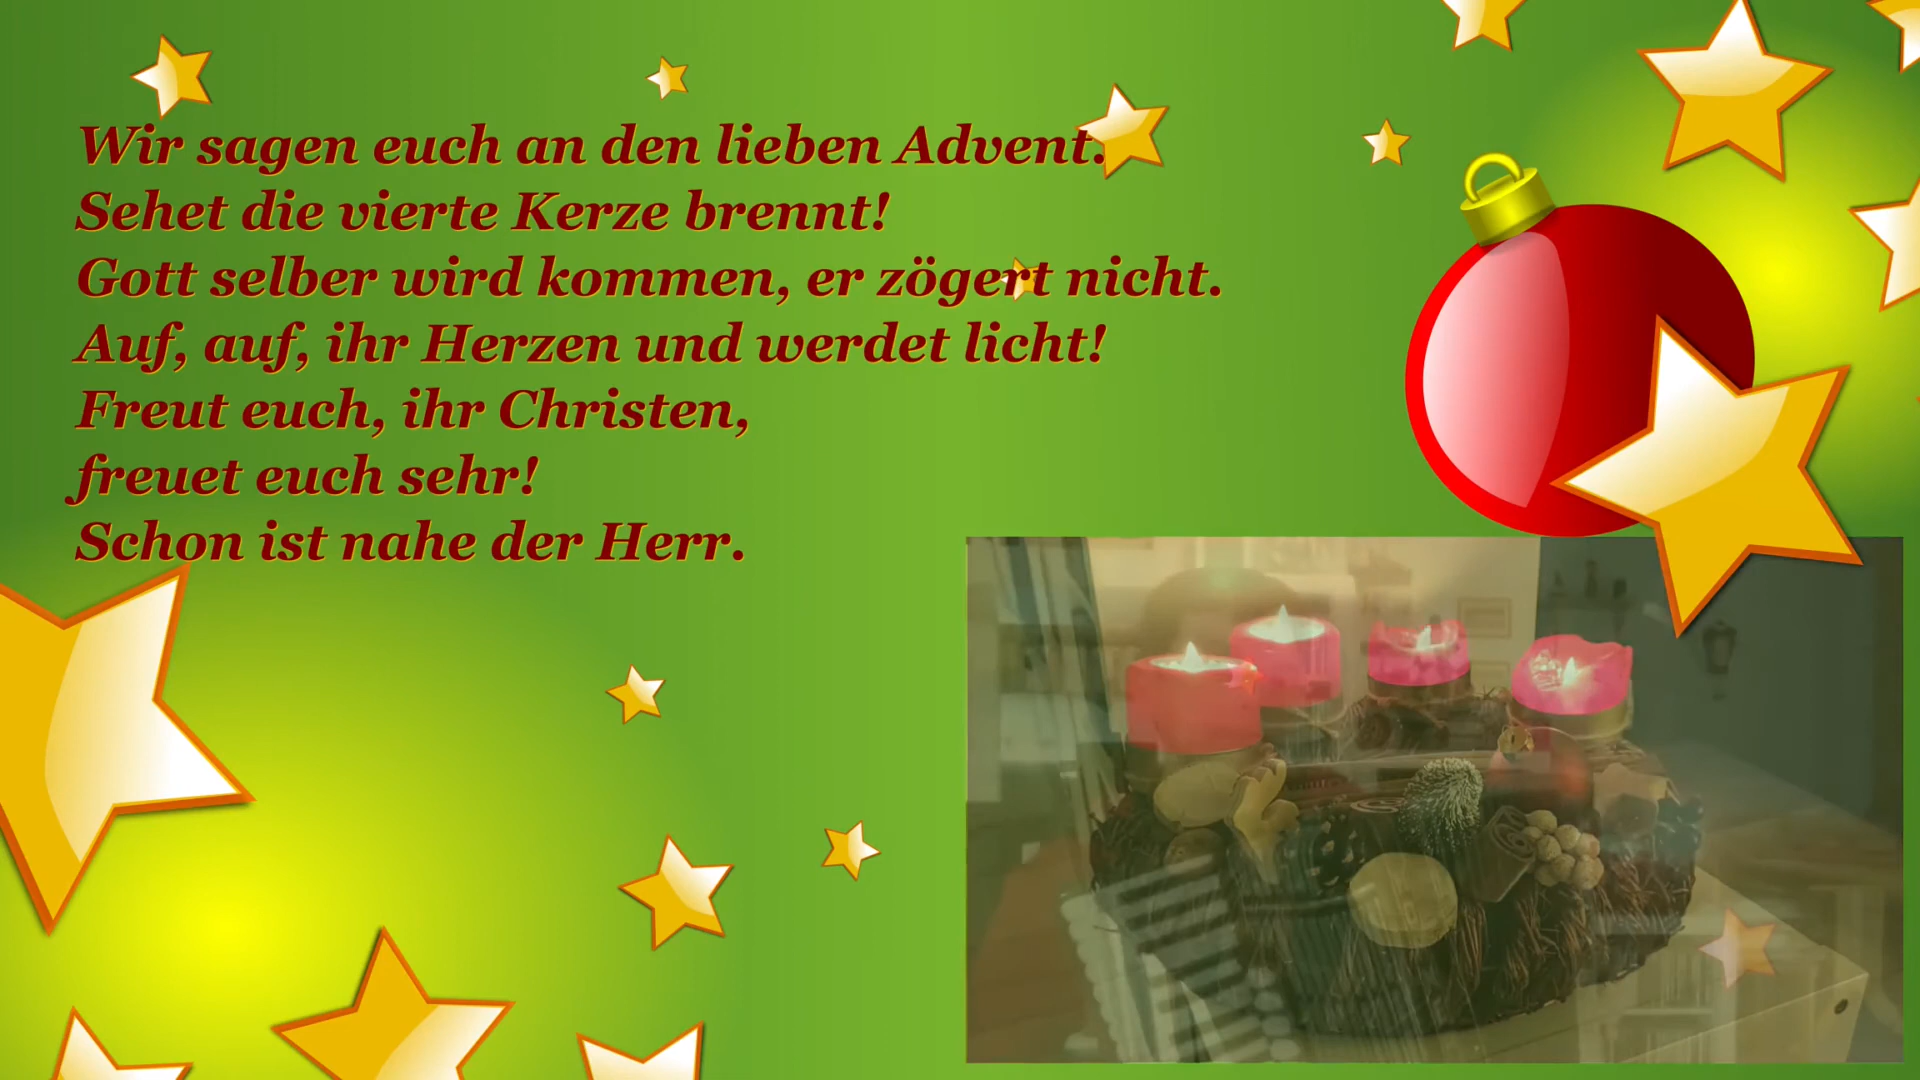 Wir sagen euch an den lieben Advent.
Sehet die vierte Kerze brennt!
Gott selber wird kommen, er zögert nicht.
Auf, auf, ihr Herzen und werdet licht!
Freut euch, ihr Christen,
freuet euch sehr!
Schon ist nahe der Herr.